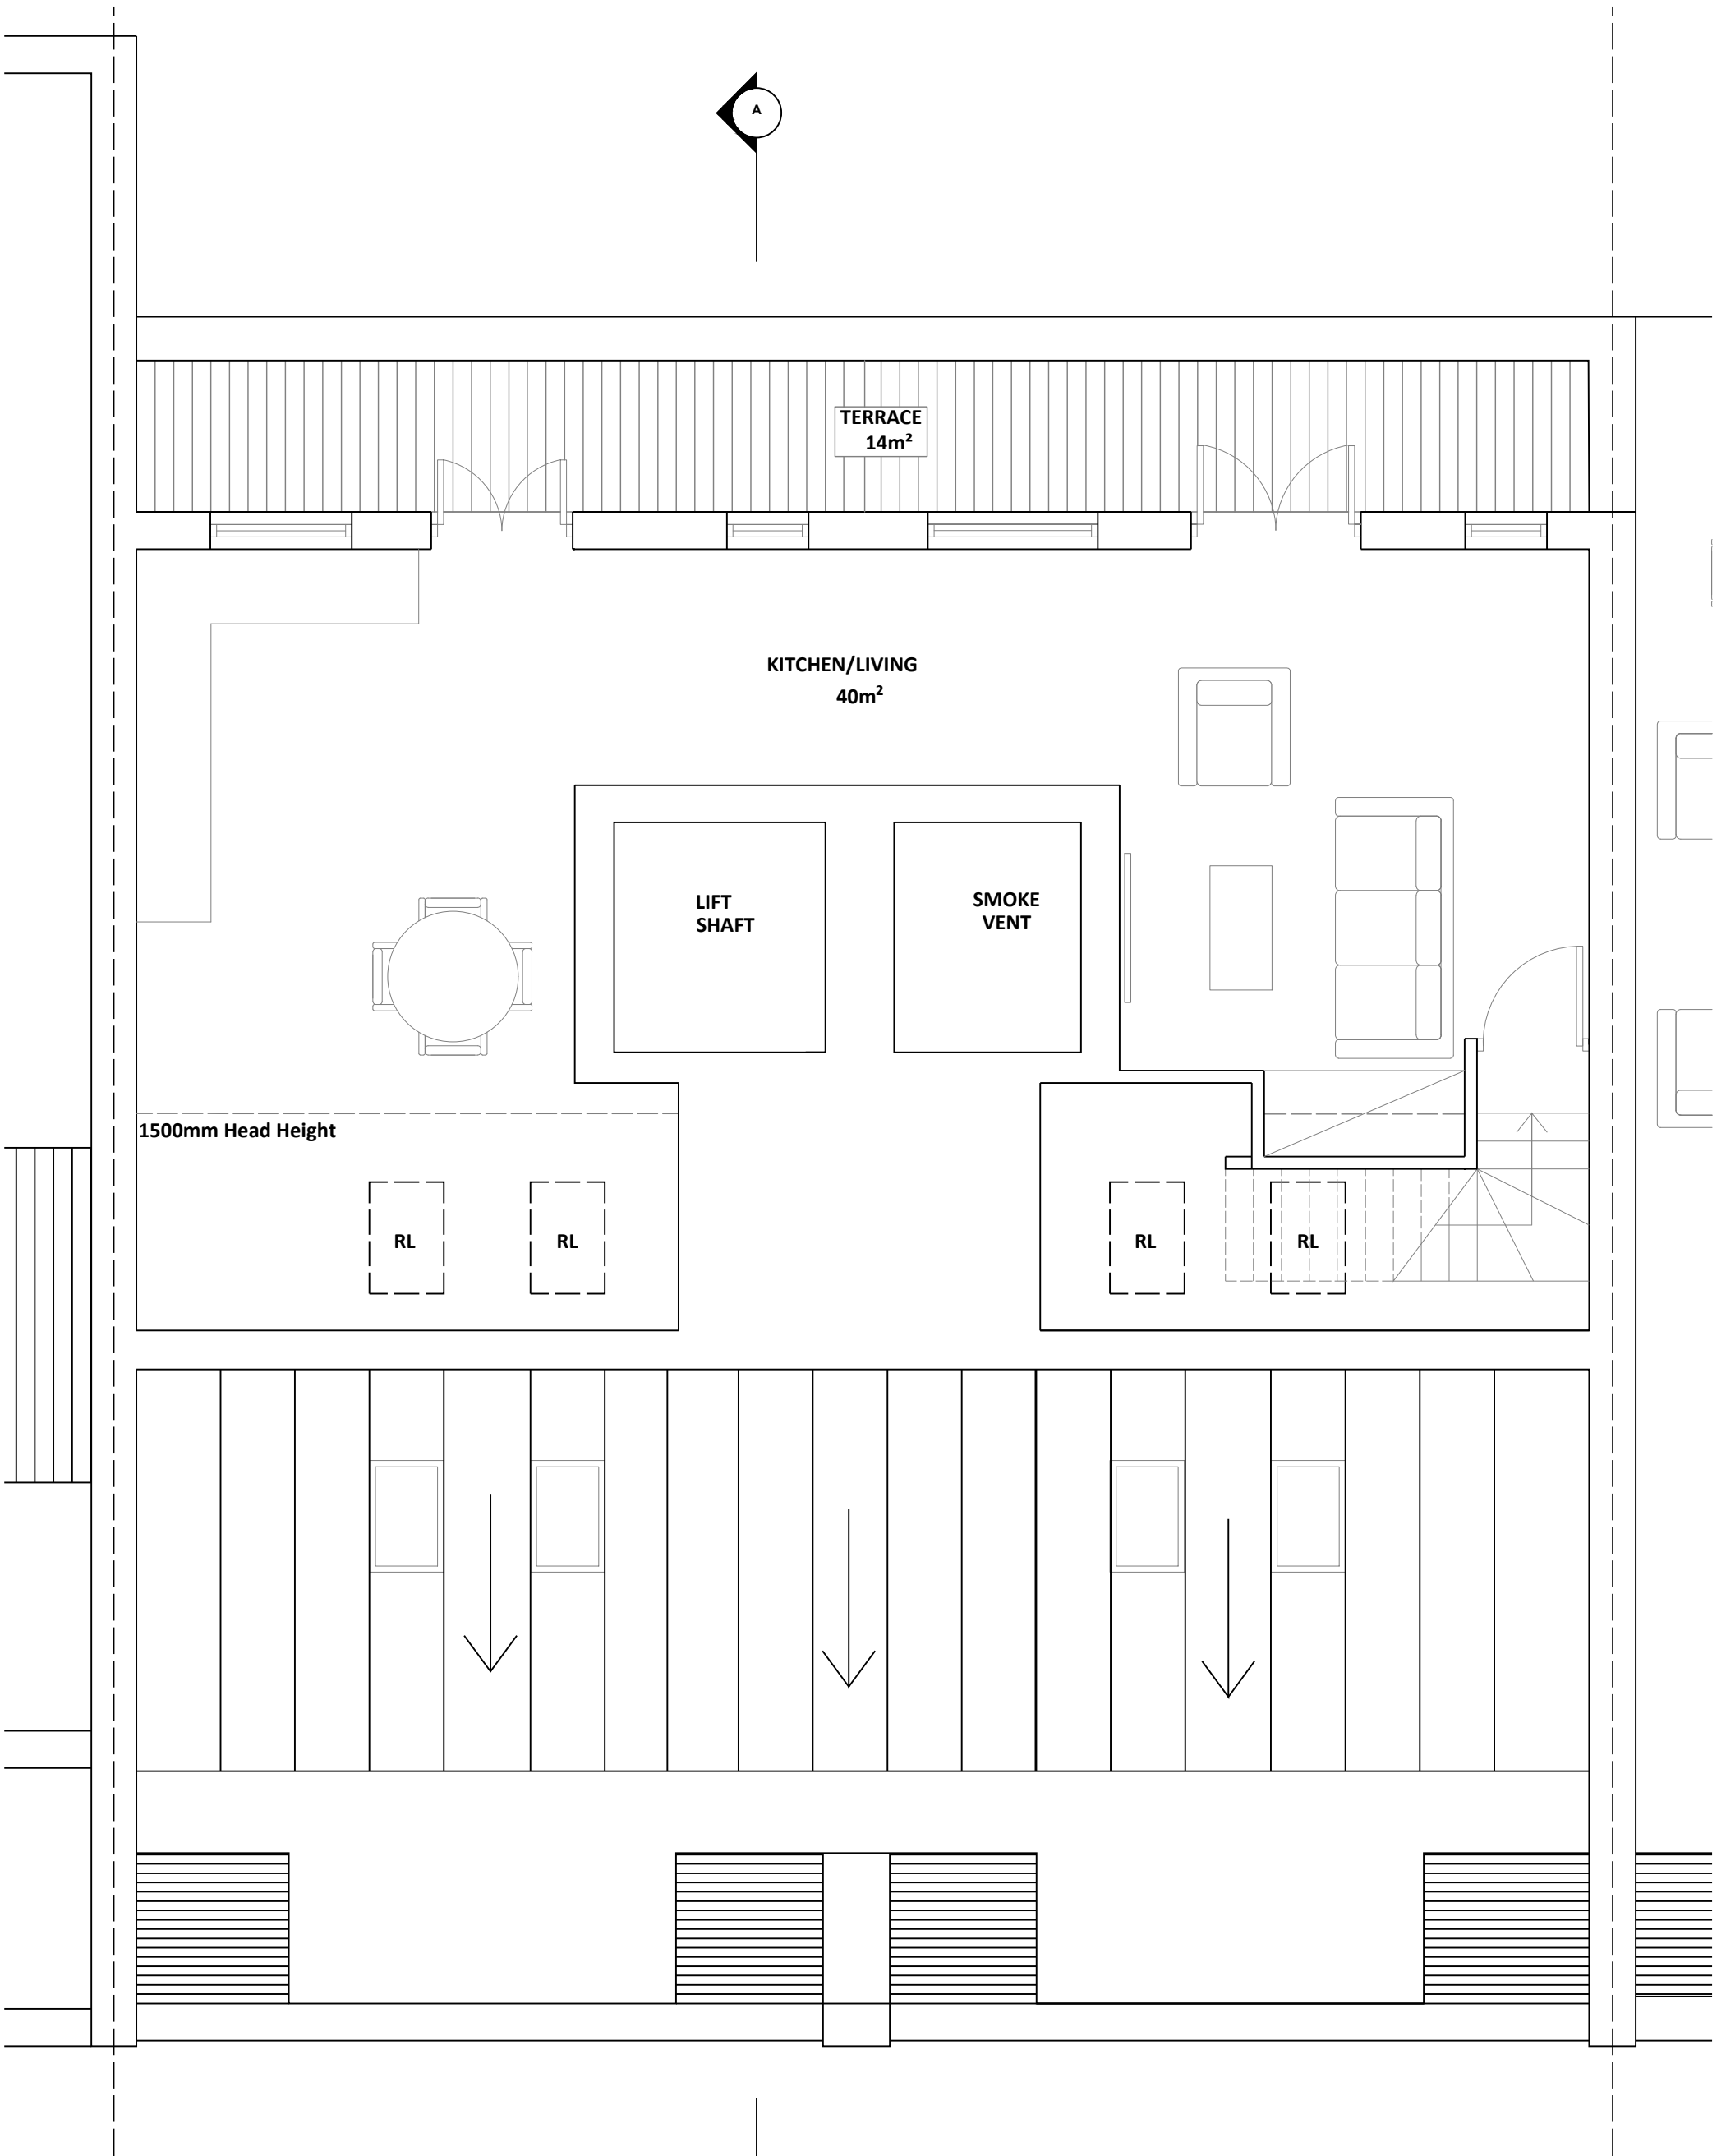 A
TERRACE
14m²
KITCHEN/LIVING
40m²
LIFT
SHAFT
SMOKE
VENT
1500mm Head Height
RL
RL
RL
RL